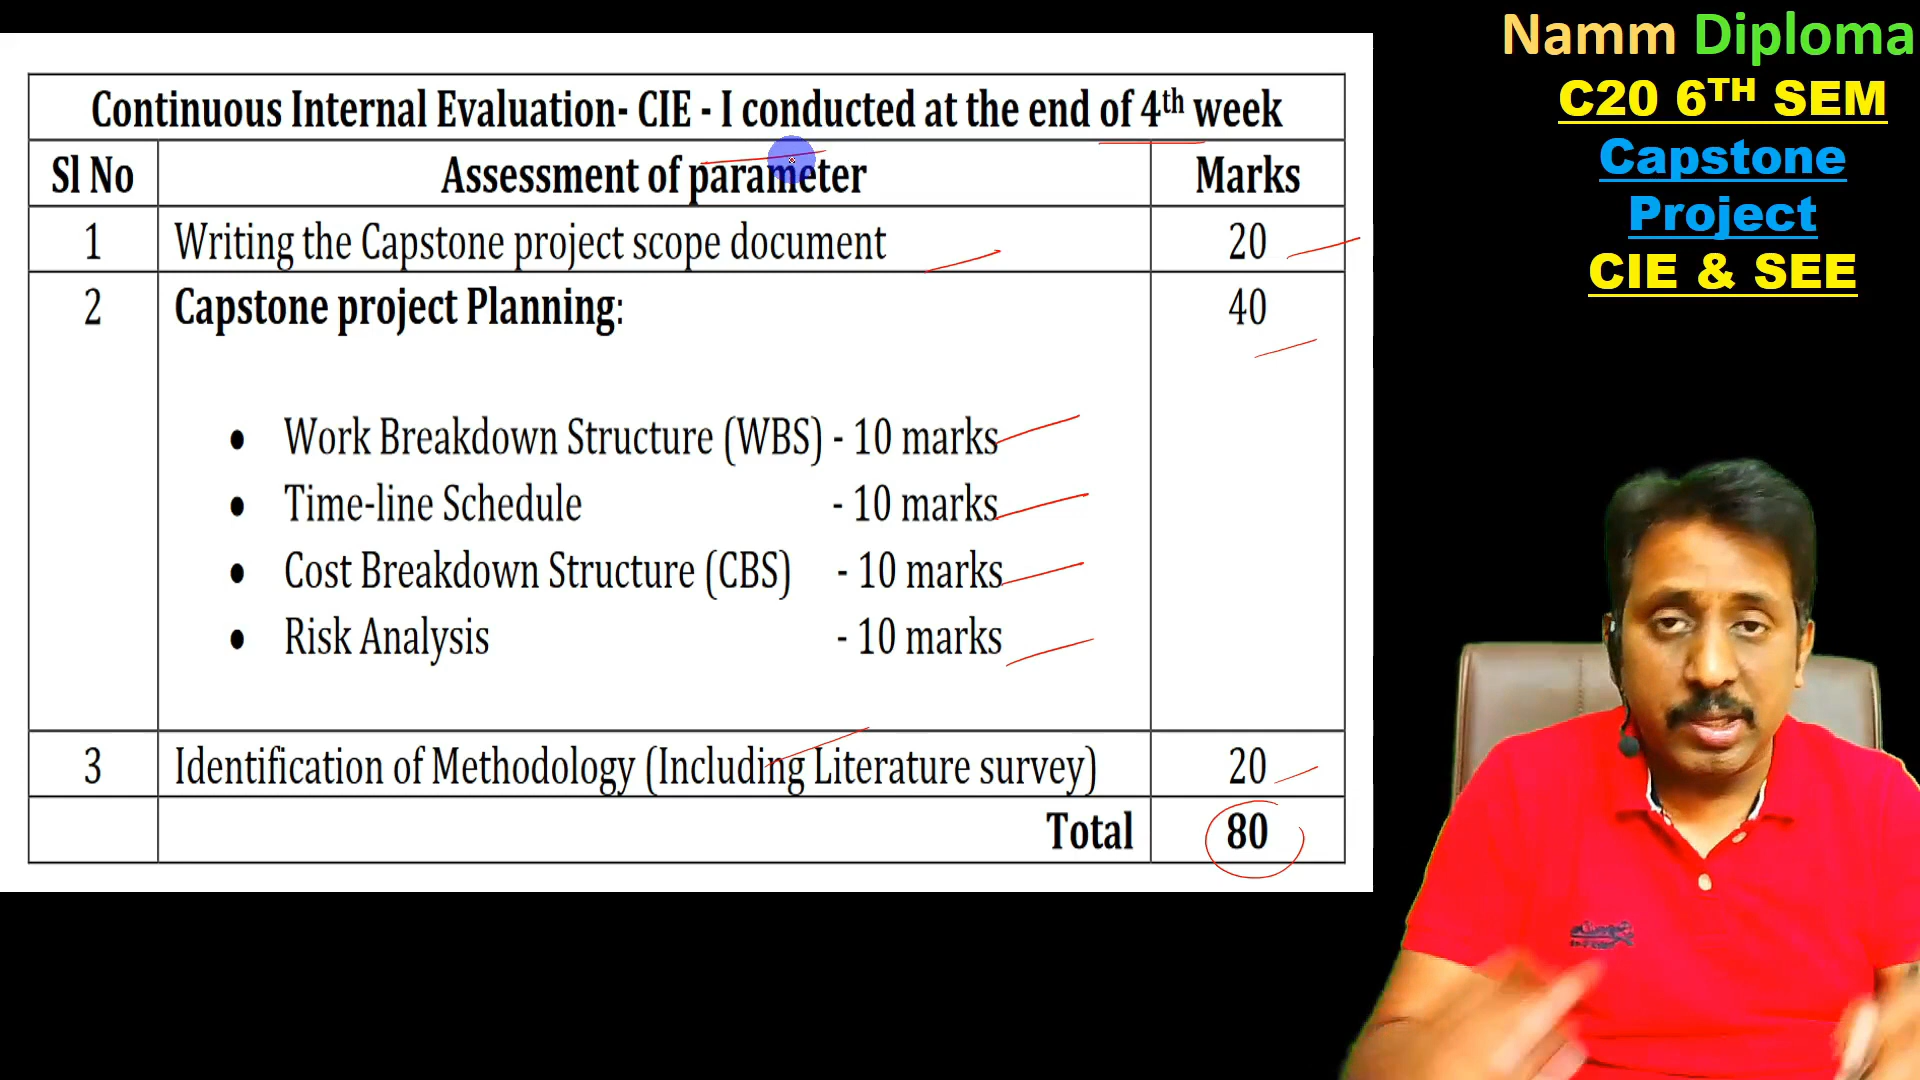 Namm Diploma
C20 6TH SEM
Capstone
Project
CIE & SEE
Continuous Internal Evaluation- CIE - I conducted at the end of 4th week
Sl No Assessment of parameter Marks
1 Writing the Capstone project scope document 20
2 Capstone project Planning: 40
• Work Breakdown Structure (WBS) - 10 marks
• Time-line Schedule - 10 marks
• Cost Breakdown Structure (CBS) - 10 marks
• Risk Analysis - 10 marks
3 Identification of Methodology (Including Literature survey) 20
Total 80